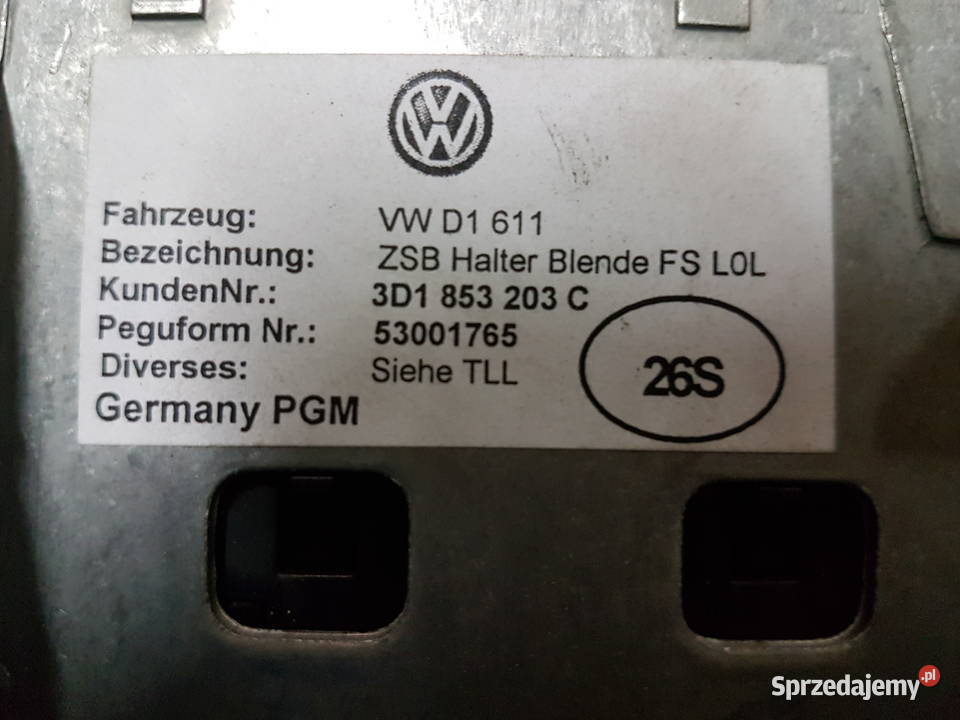 VW
Fahrzeug: VW D1 611
Bezeichnung: ZSB Halter Blende FS L0L
KundenNr.: 3D1 853 203 C
Peguform Nr.: 53001765
Diverses: Siehe TLL
26S
Germany PGM
Sprzedajemy.pl